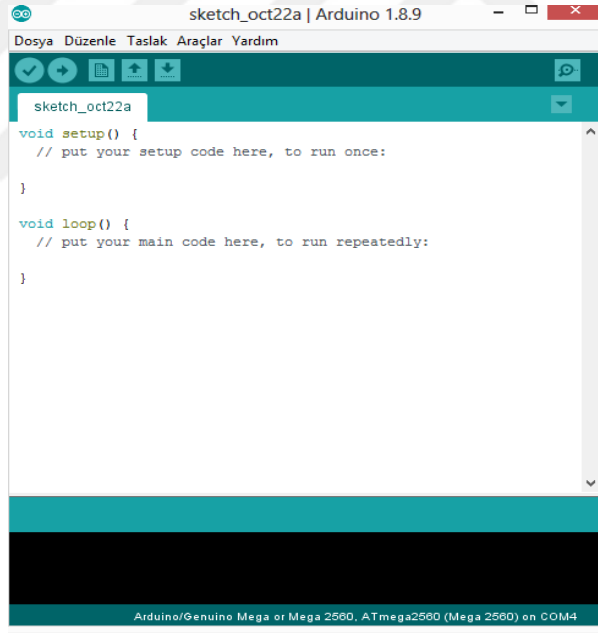 sketch_oct22a | Arduino 1.8.9
Dosya Düzenle Taslak Araçlar Yardım
sketch_oct22a
void setup() {
  // put your setup code here, to run once:
}
void loop() {
  // put your main code here, to run repeatedly:
}
Arduino/Genuino Mega or Mega 2560, ATmega2560 (Mega 2560) on COM4